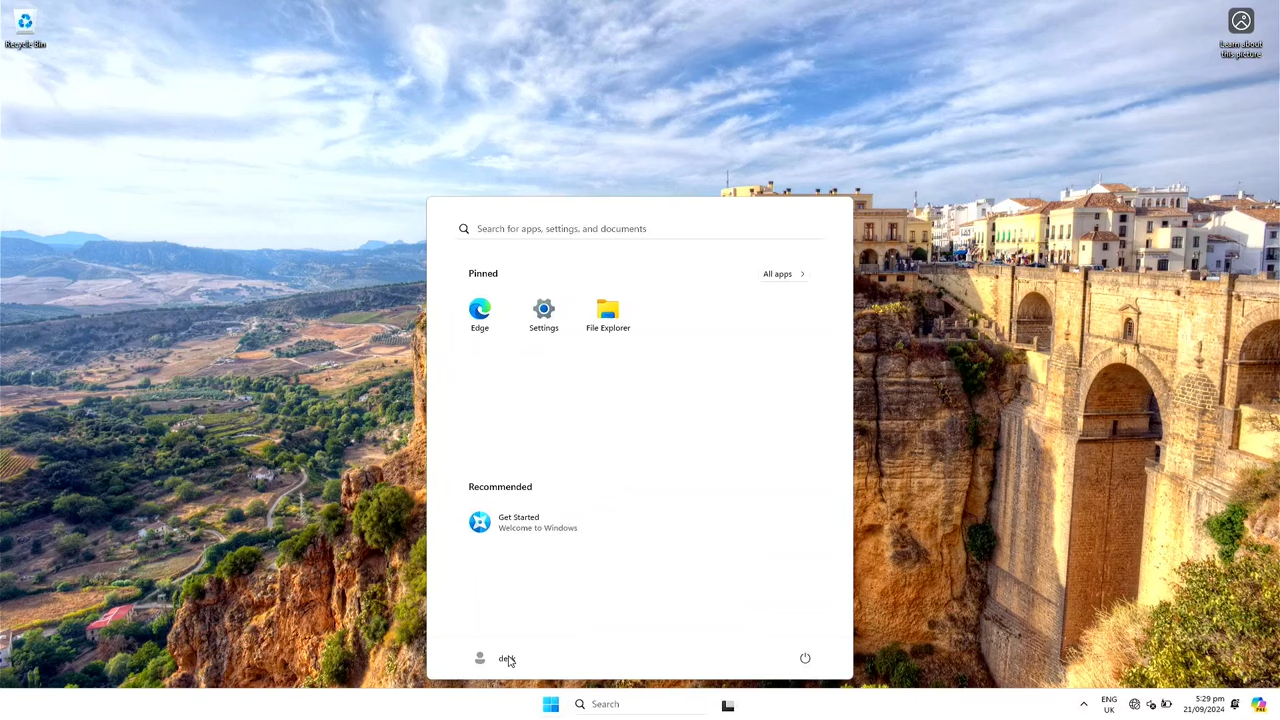 Recycle Bin
Learn about
this picture
Search for apps, settings, and documents
Pinned
All apps
Edge
Settings
File Explorer
Recommended
Get Started
Welcome to Windows
Search
ENG
UK
5:29 pm
21/09/2024
PRE